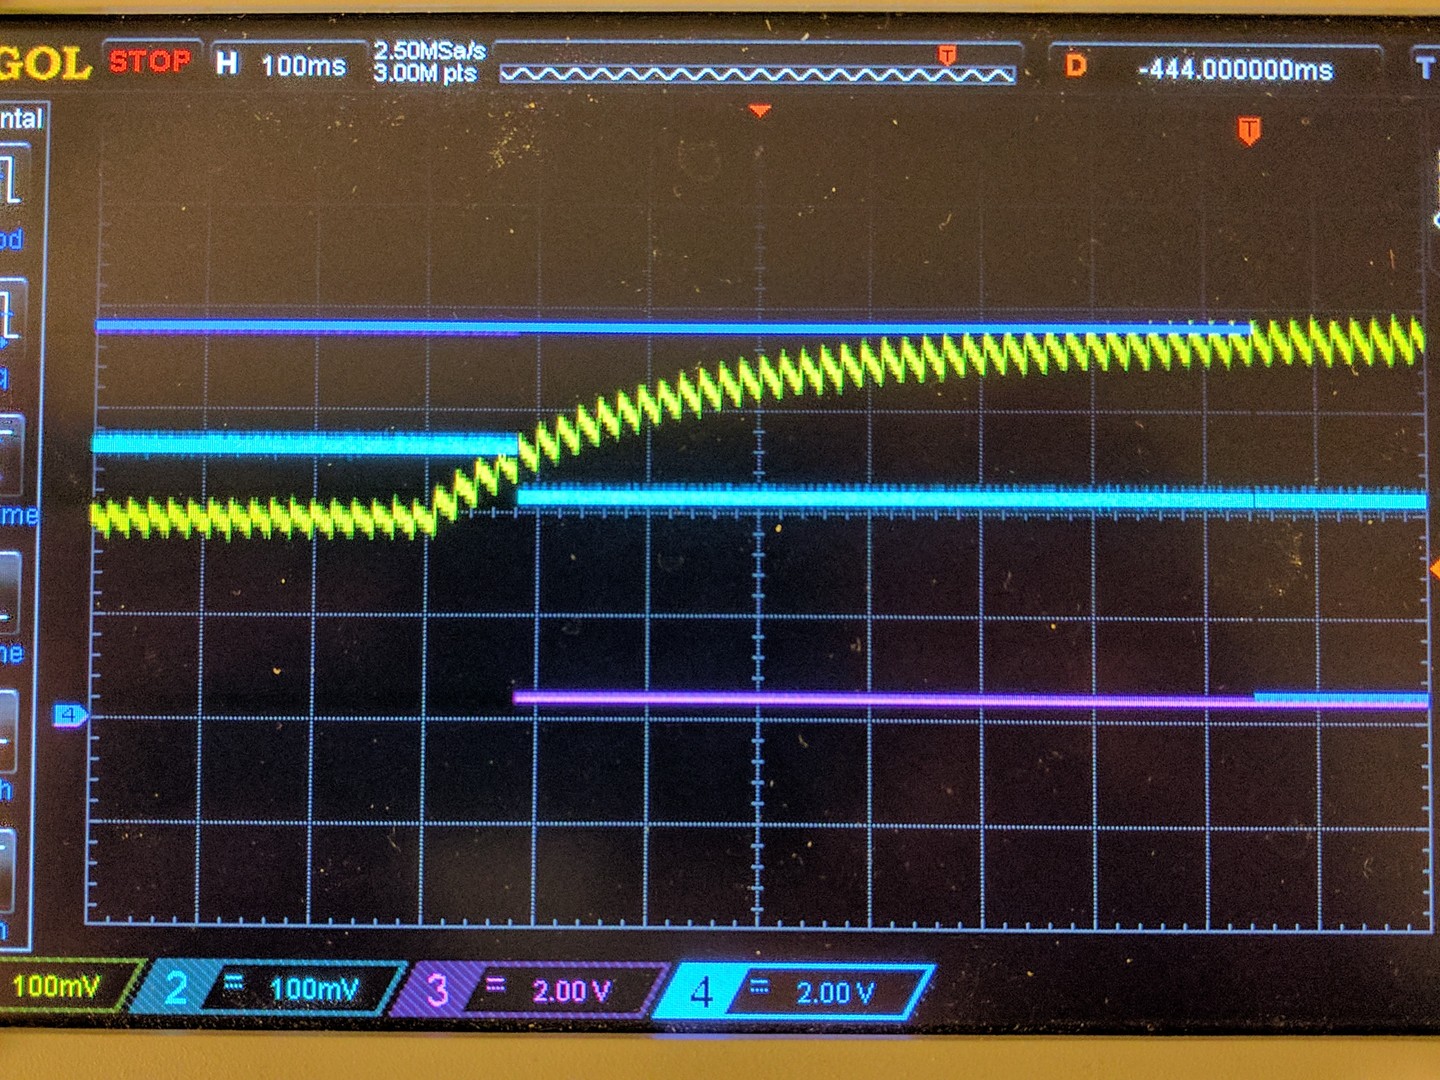 GOL STOP H 100ms 2.50MSa/s T D -444.000000ms T
3.00M pts
ntal
T
od
q
me
ne
4
h
n
100mV 2 100mV 3 2.00 V 4 2.00 V